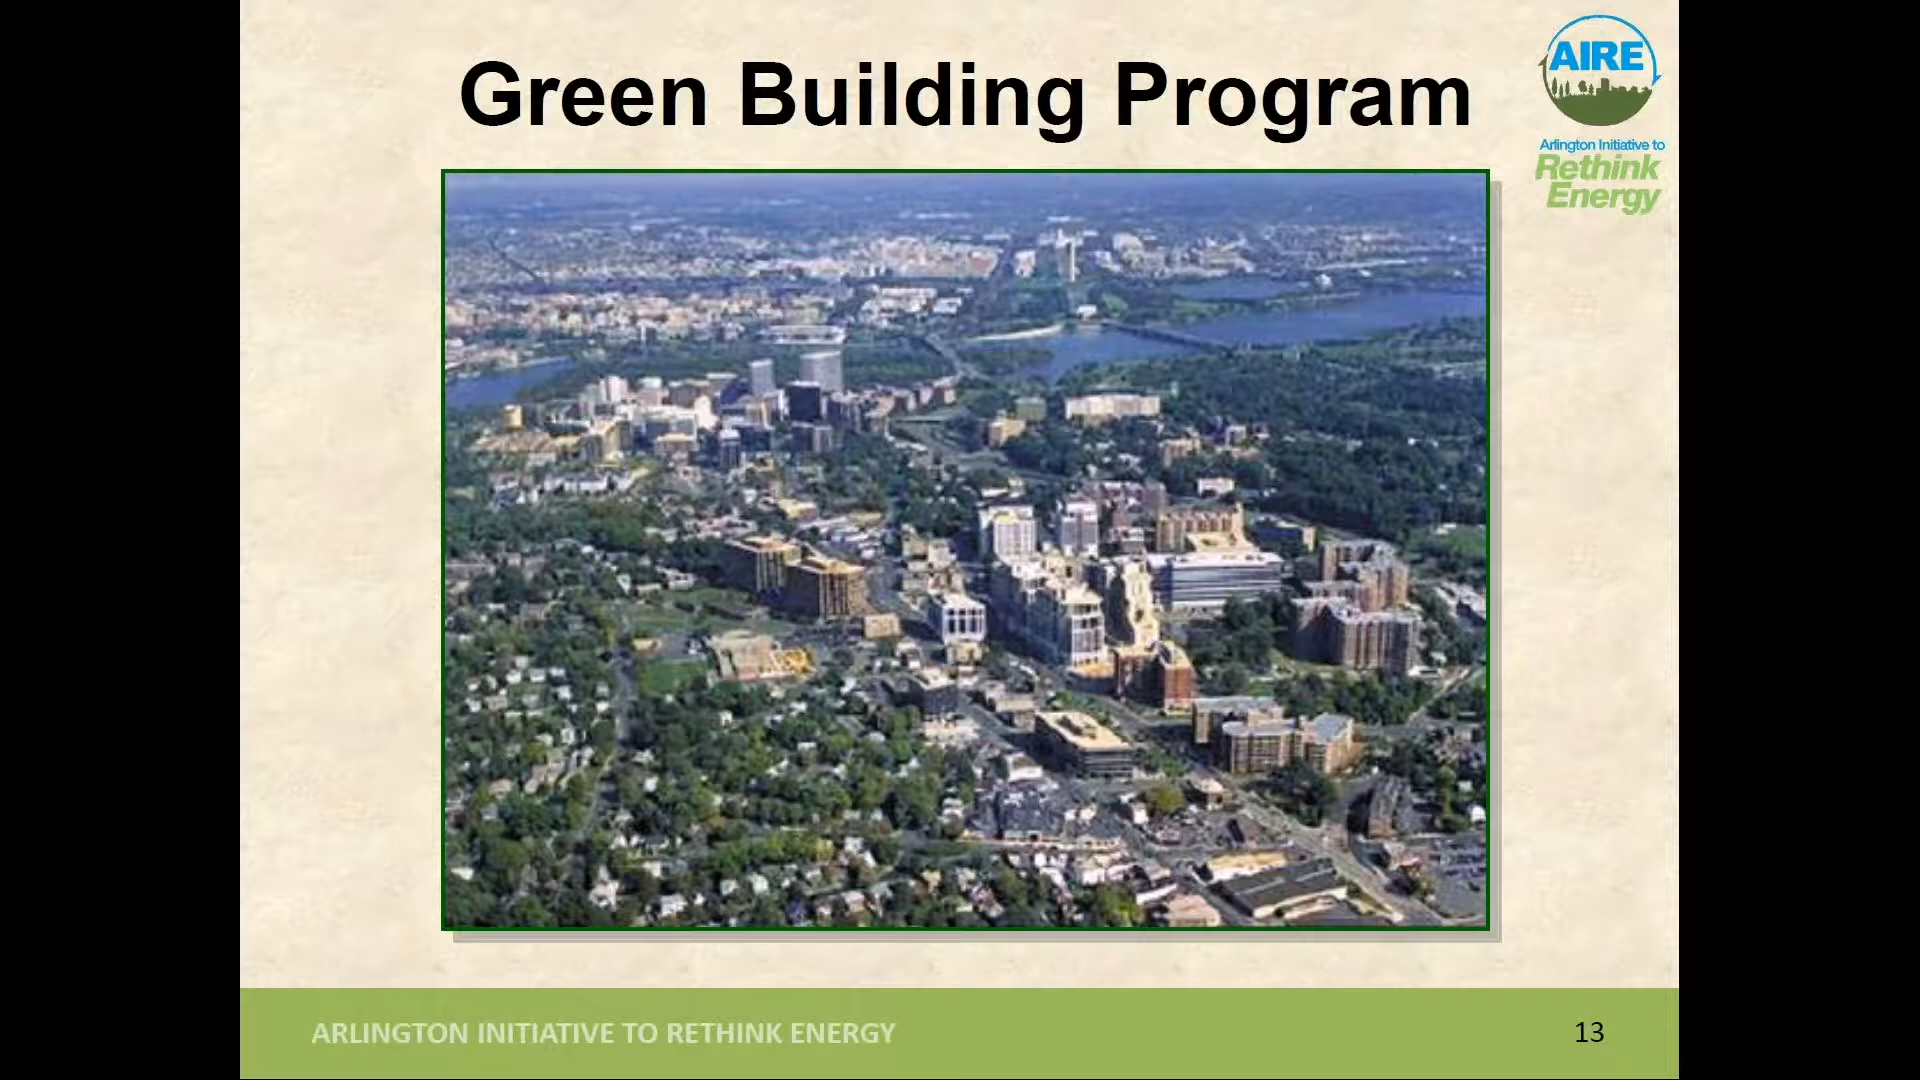 Green Building Program
AIRE
Arlington Initiative to
Rethink
Energy
ARLINGTON INITIATIVE TO RETHINK ENERGY
13